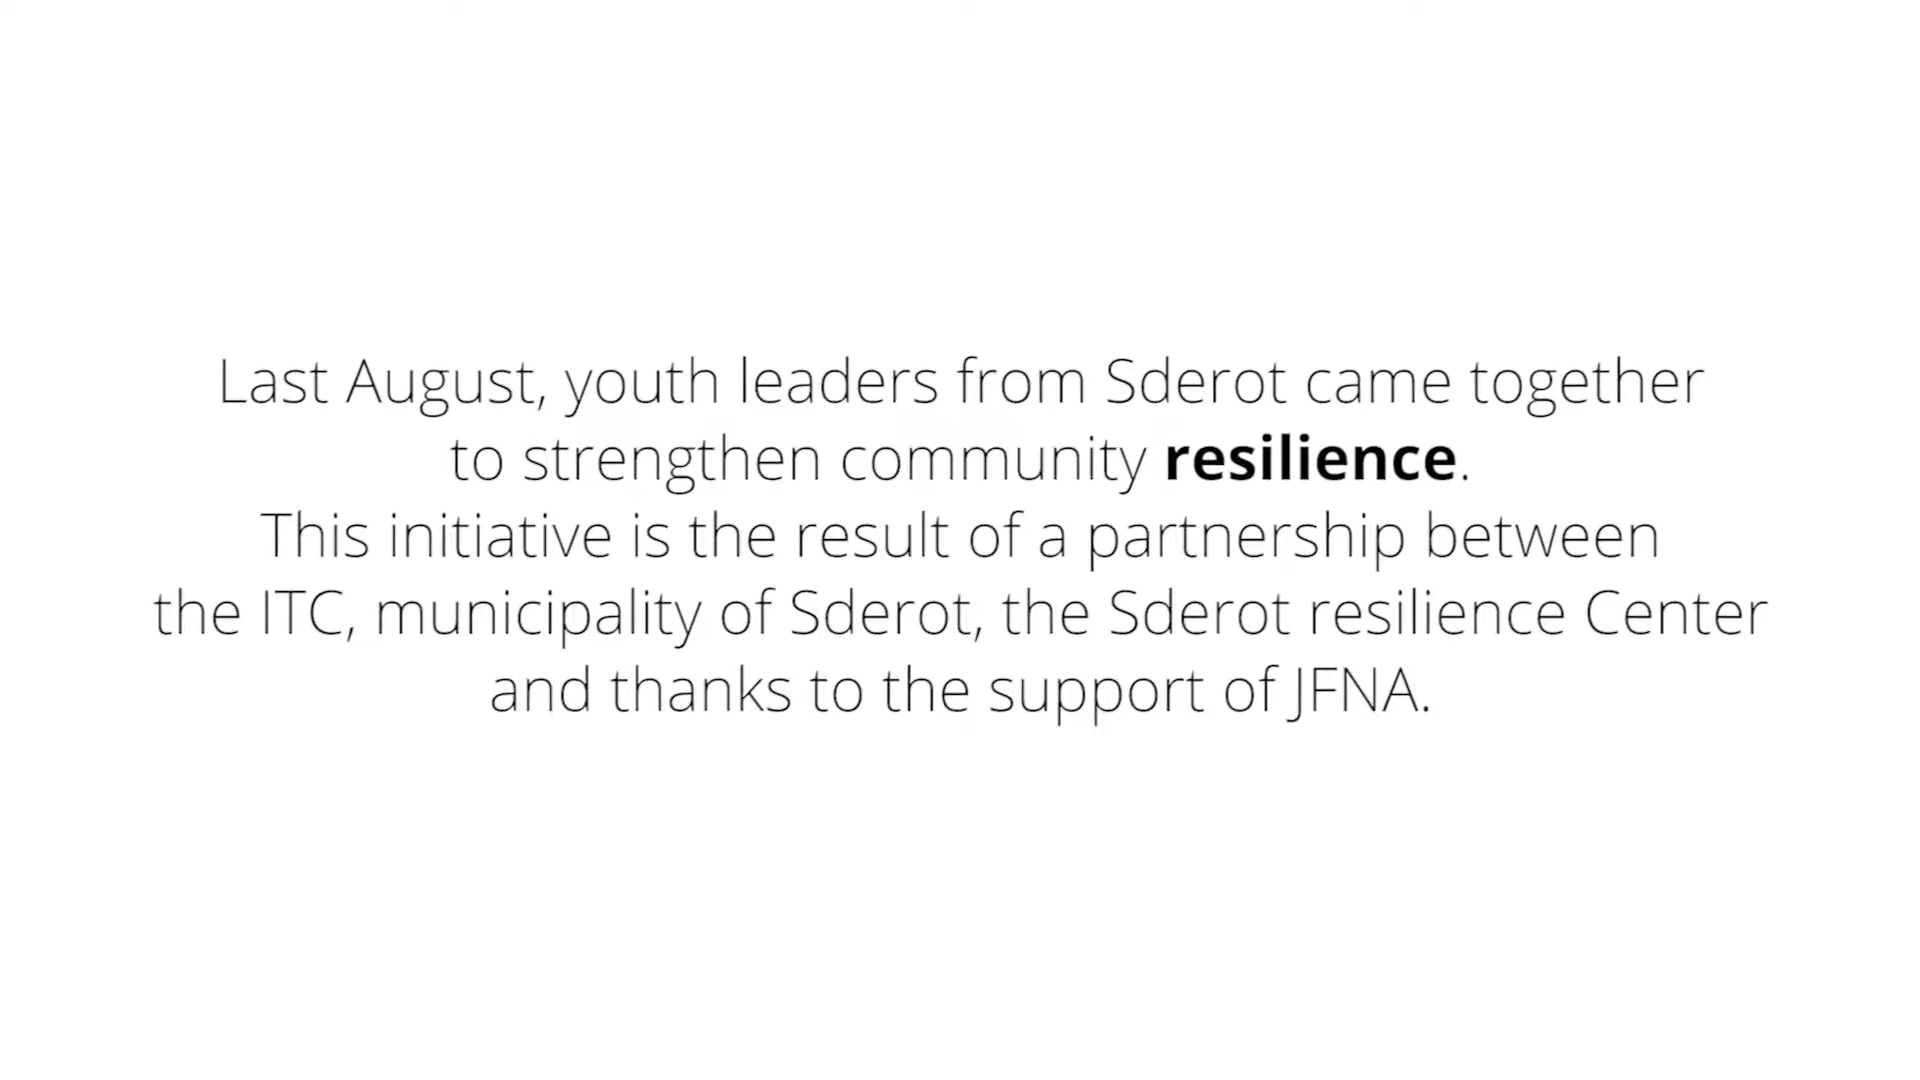 Last August, youth leaders from Sderot came together
to strengthen community resilience.
This initiative is the result of a partnership between
the ITC, municipality of Sderot, the Sderot resilience Center
and thanks to the support of JFNA.